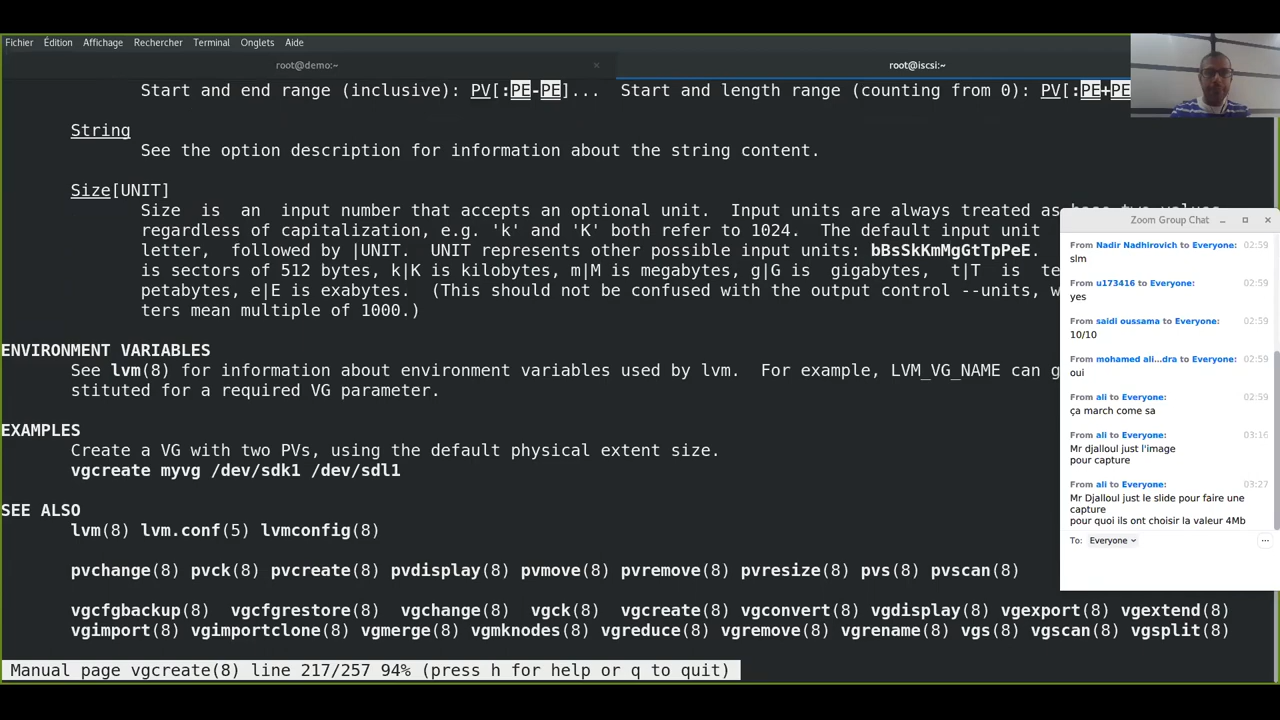 Fichier Édition Affichage Rechercher Terminal Onglets Aide
root@demo:~ × root@iscsi:~
Start and end range (inclusive): PV[:PE-PE]... Start and length range (counting from 0): PV[:PE+PE
String
See the option description for information about the string content.
Size[UNIT]
Size is an input number that accepts an optional unit. Input units are always treated as base two values
regardless of capitalization, e.g. 'k' and 'K' both refer to 1024. The default input unit
letter, followed by |UNIT. UNIT represents other possible input units: bBsSkKmMgGtTpPeE.
is sectors of 512 bytes, k|K is kilobytes, m|M is megabytes, g|G is gigabytes, t|T is te
petabytes, e|E is exabytes. (This should not be confused with the output control --units, w
ters mean multiple of 1000.)
ENVIRONMENT VARIABLES
See lvm(8) for information about environment variables used by lvm. For example, LVM_VG_NAME can g
stituted for a required VG parameter.
EXAMPLES
Create a VG with two PVs, using the default physical extent size.
vgcreate myvg /dev/sdk1 /dev/sdl1
SEE ALSO
lvm(8) lvm.conf(5) lvmconfig(8)
pvchange(8) pvck(8) pvcreate(8) pvdisplay(8) pvmove(8) pvremove(8) pvresize(8) pvs(8) pvscan(8)
vgcfgbackup(8) vgcfgrestore(8) vgchange(8) vgck(8) vgcreate(8) vgconvert(8) vgdisplay(8) vgexport(8) vgextend(8)
vgimport(8) vgimportclone(8) vgmerge(8) vgmknodes(8) vgreduce(8) vgremove(8) vgrename(8) vgs(8) vgscan(8) vgsplit(8)
Manual page vgcreate(8) line 217/257 94% (press h for help or q to quit)
Zoom Group Chat
From Nadir Nadhirovich to Everyone: 02:59
slm
From u173416 to Everyone: 02:59
yes
From saidi oussama to Everyone: 02:59
10/10
From mohamed ali...dra to Everyone: 02:59
oui
From ali to Everyone: 02:59
ça march come sa
From ali to Everyone: 03:16
Mr djalloul just l'image
pour capture
From ali to Everyone: 03:27
Mr Djalloul just le slide pour faire une
capture
pour quoi ils ont choisir la valeur 4Mb
To: Everyone ...